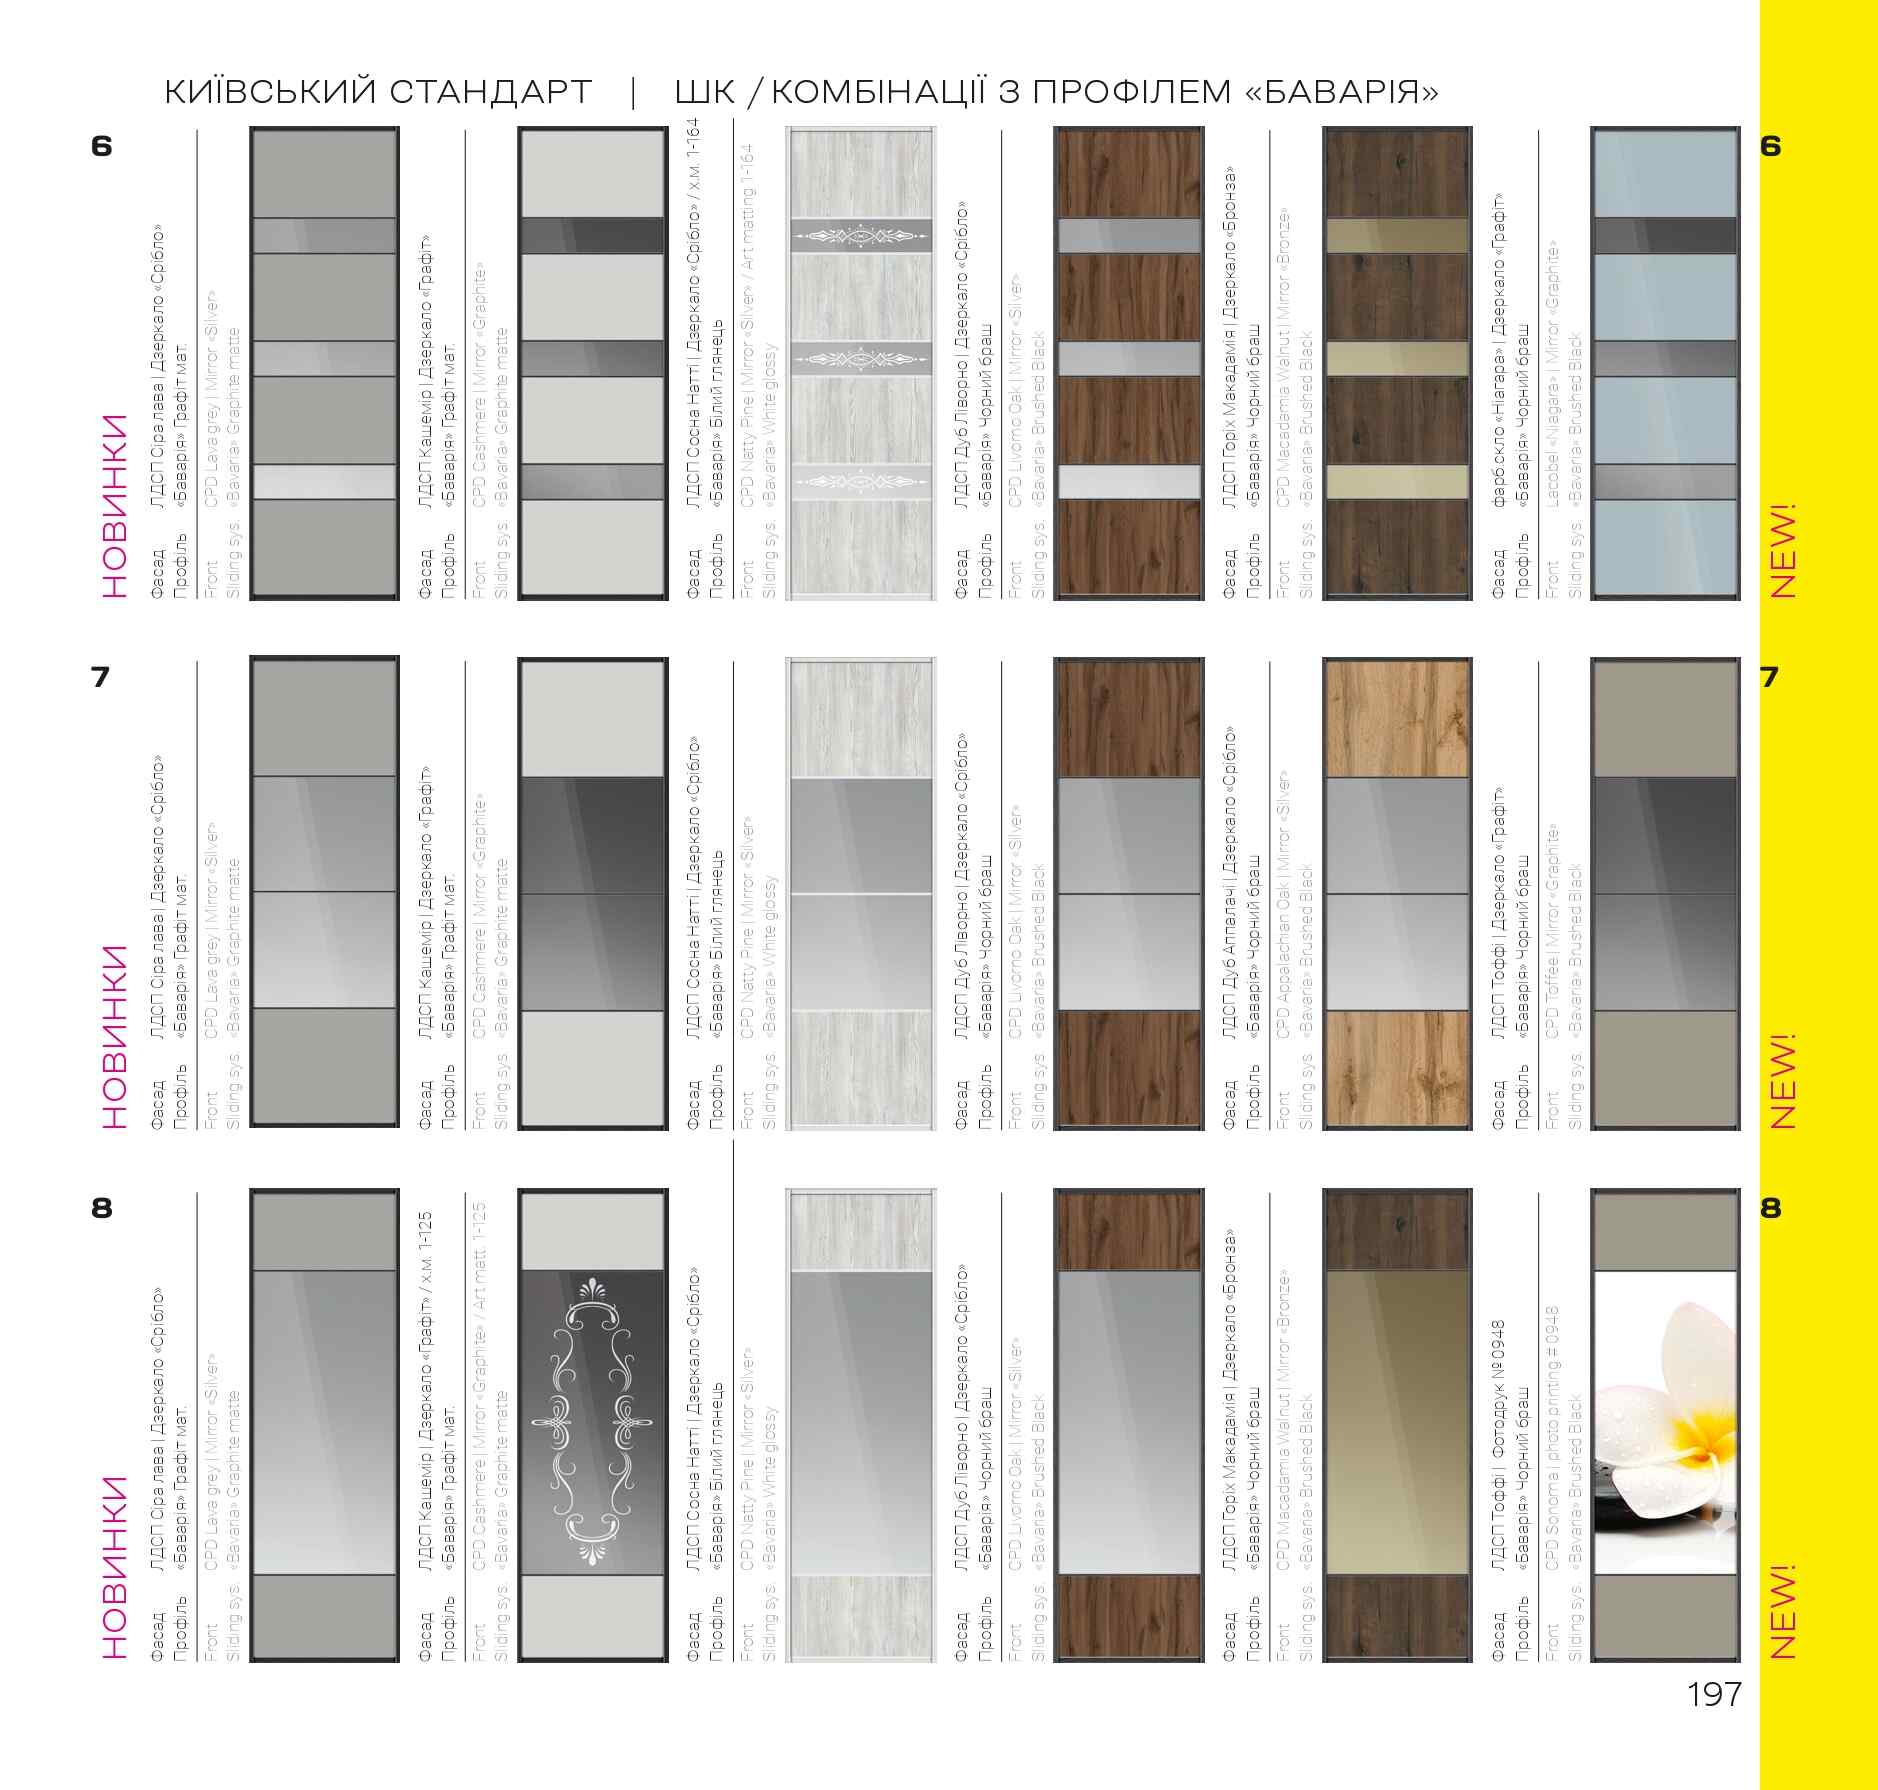 КИЇВСЬКИЙ СТАНДАРТ | ШК / КОМБІНАЦІЇ З ПРОФІЛЕМ «БАВАРІЯ»
6
НОВИНКИ
Фасад ЛДСП Сіра лава | Дзеркало «Срібло»
Профіль «Баварія» Графіт мат.
Front CPD Lava grey | Mirror «Silver»
Sliding sys. «Bavaria» Graphite matte
Фасад ЛДСП Кашемір | Дзеркало «Графіт»
Профіль «Баварія» Графіт мат.
Front CPD Cashmere | Mirror «Graphite»
Sliding sys. «Bavaria» Graphite matte
Фасад ЛДСП Сосна Натті | Дзеркало «Срібло» / х.м. 1-164
Профіль «Баварія» Білий глянець
Front CPD Natty Pine | Mirror «Silver» / Art matting 1-164
Sliding sys. «Bavaria» White glossy
Фасад ЛДСП Дуб Ліворно | Дзеркало «Срібло»
Профіль «Баварія» Чорний браш
Front CPD Livorno Oak | Mirror «Silver»
Sliding sys. «Bavaria» Brushed Black
Фасад ЛДСП Горіх Макадамія | Дзеркало «Бронза»
Профіль «Баварія» Чорний браш
Front CPD Macadamia Walnut | Mirror «Bronze»
Sliding sys. «Bavaria» Brushed Black
Фасад фарбскло «Ніагара» | Дзеркало «Графіт»
Профіль «Баварія» Чорний браш
Front Lacobel «Niagara» | Mirror «Graphite»
Sliding sys. «Bavaria» Brushed Black
6
NEW!
7
НОВИНКИ
Фасад ЛДСП Сіра лава | Дзеркало «Срібло»
Профіль «Баварія» Графіт мат.
Front CPD Lava grey | Mirror «Silver»
Sliding sys. «Bavaria» Graphite matte
Фасад ЛДСП Кашемір | Дзеркало «Графіт»
Профіль «Баварія» Графіт мат.
Front CPD Cashmere | Mirror «Graphite»
Sliding sys. «Bavaria» Graphite matte
Фасад ЛДСП Сосна Натті | Дзеркало «Срібло»
Профіль «Баварія» Білий глянець
Front CPD Natty Pine | Mirror «Silver»
Sliding sys. «Bavaria» White glossy
Фасад ЛДСП Дуб Ліворно | Дзеркало «Срібло»
Профіль «Баварія» Чорний браш
Front CPD Livorno Oak | Mirror «Silver»
Sliding sys. «Bavaria» Brushed Black
Фасад ЛДСП Дуб Аппалачі | Дзеркало «Срібло»
Профіль «Баварія» Чорний браш
Front CPD Appalachian Oak | Mirror «Silver»
Sliding sys. «Bavaria» Brushed Black
Фасад ЛДСП Тоффі | Дзеркало «Графіт»
Профіль «Баварія» Чорний браш
Front CPD Toffee | Mirror «Graphite»
Sliding sys. «Bavaria» Brushed Black
7
NEW!
8
НОВИНКИ
Фасад ЛДСП Сіра лава | Дзеркало «Срібло»
Профіль «Баварія» Графіт мат.
Front CPD Lava grey | Mirror «Silver»
Sliding sys. «Bavaria» Graphite matte
Фасад ЛДСП Кашемір | Дзеркало «Графіт» / х.м. 1-125
Профіль «Баварія» Графіт мат.
Front CPD Cashmere | Mirror «Graphite» / Art matt. 1-125
Sliding sys. «Bavaria» Graphite matte
Фасад ЛДСП Сосна Натті | Дзеркало «Срібло»
Профіль «Баварія» Білий глянець
Front CPD Natty Pine | Mirror «Silver»
Sliding sys. «Bavaria» White glossy
Фасад ЛДСП Дуб Ліворно | Дзеркало «Срібло»
Профіль «Баварія» Чорний браш
Front CPD Livorno Oak | Mirror «Silver»
Sliding sys. «Bavaria» Brushed Black
Фасад ЛДСП Горіх Макадамія | Дзеркало «Бронза»
Профіль «Баварія» Чорний браш
Front CPD Macadamia Walnut | Mirror «Bronze»
Sliding sys. «Bavaria» Brushed Black
Фасад ЛДСП Тоффі | Фотодрук № 0948
Профіль «Баварія» Чорний браш
Front CPD Sonoma | photo printing # 0948
Sliding sys. «Bavaria» Brushed Black
8
NEW!
197